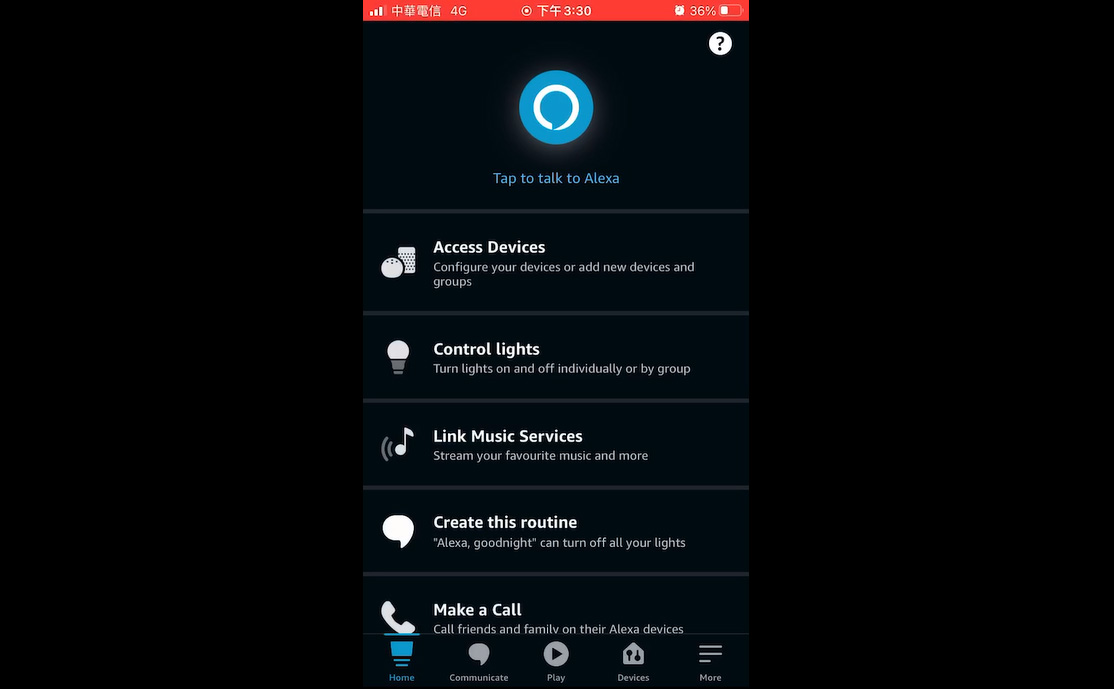 中華電信 4G 下午3:30 36%
?
Tap to talk to Alexa
Access Devices
Configure your devices or add new devices and
groups
Control lights
Turn lights on and off individually or by group
Link Music Services
Stream your favourite music and more
Create this routine
"Alexa, goodnight" can turn off all your lights
Make a Call
Call friends and family on their Alexa devices
Home Communicate Play Devices More